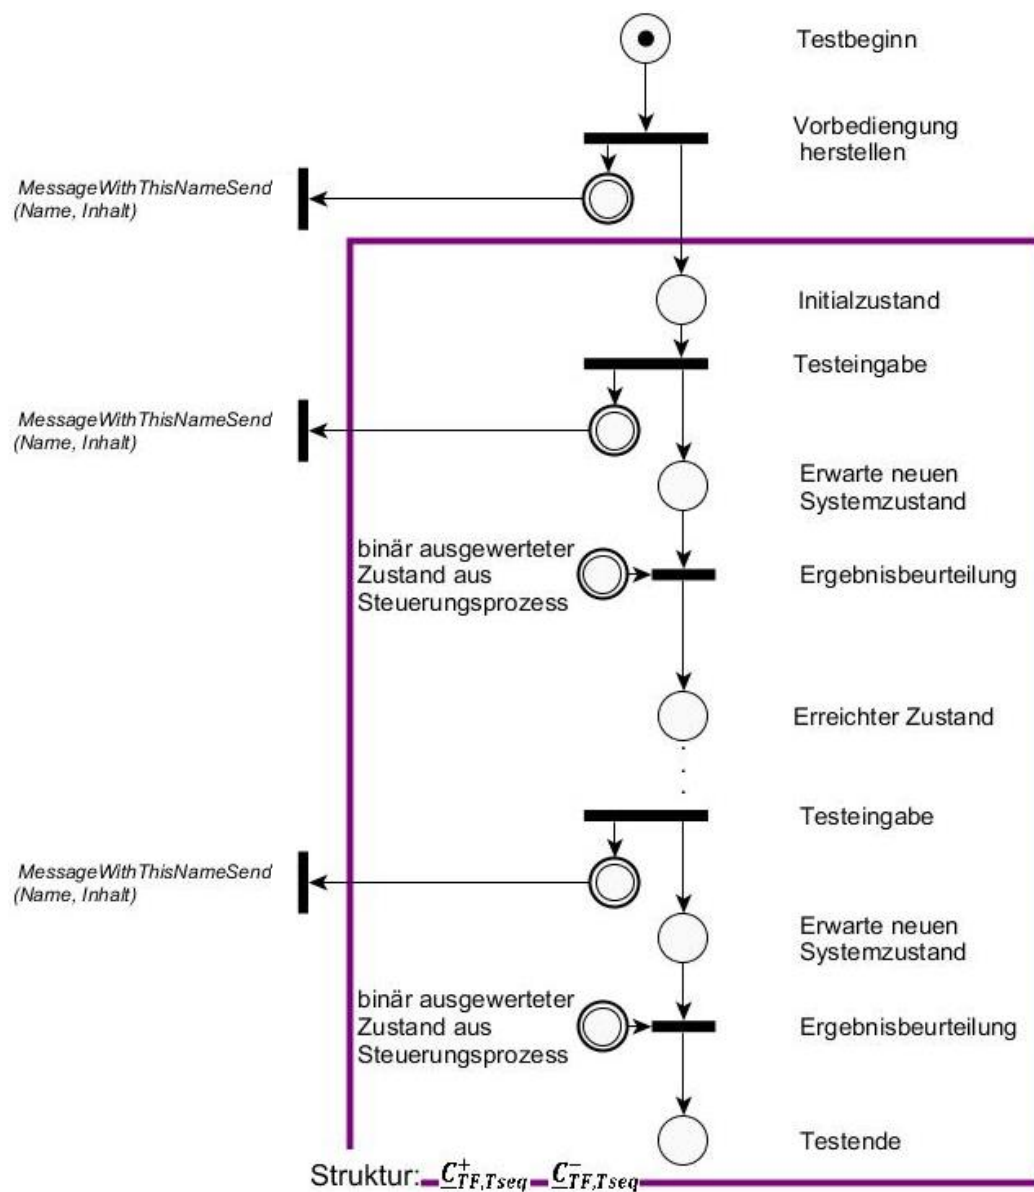 Testbeginn
Vorbediengung
herstellen
MessageWithThisNameSend
(Name, Inhalt)
Initialzustand
Testeingabe
MessageWithThisNameSend
(Name, Inhalt)
Erwarte neuen
Systemzustand
binär ausgewerteter
Zustand aus
Steuerungsprozess
Ergebnisbeurteilung
Erreichter Zustand
Testeingabe
MessageWithThisNameSend
(Name, Inhalt)
Erwarte neuen
Systemzustand
binär ausgewerteter
Zustand aus
Steuerungsprozess
Ergebnisbeurteilung
Testende
Struktur: C⁺TF,Tseq C⁻TF,Tseq